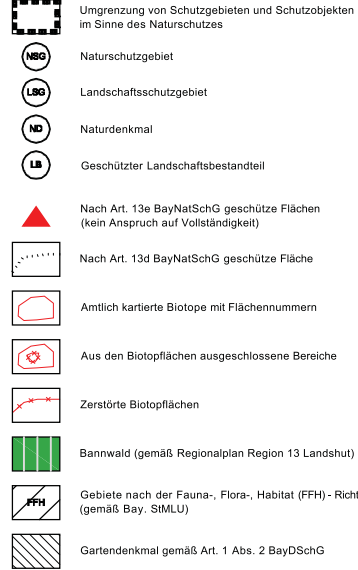 Umgrenzung von Schutzgebieten und Schutzobjekten
im Sinne des Naturschutzes
NSG Naturschutzgebiet
LSG Landschaftsschutzgebiet
ND Naturdenkmal
LB Geschützter Landschaftsbestandteil
Nach Art. 13e BayNatSchG geschütze Flächen
(kein Anspruch auf Vollständigkeit)
Nach Art. 13d BayNatSchG geschütze Fläche
Amtlich kartierte Biotope mit Flächennummern
Aus den Biotopflächen ausgeschlossene Bereiche
Zerstörte Biotopflächen
Bannwald (gemäß Regionalplan Region 13 Landshut)
FFH Gebiete nach der Fauna-, Flora-, Habitat (FFH) - Richt
(gemäß Bay. StMLU)
Gartendenkmal gemäß Art. 1 Abs. 2 BayDSchG